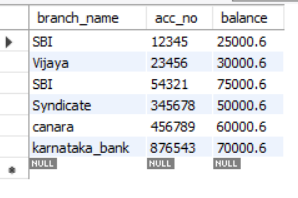 branch_name acc_no balance
SBI 12345 25000.6
Vijaya 23456 30000.6
SBI 54321 75000.6
Syndicate 345678 50000.6
canara 456789 60000.6
karnataka_bank 876543 70000.6
NULL NULL NULL